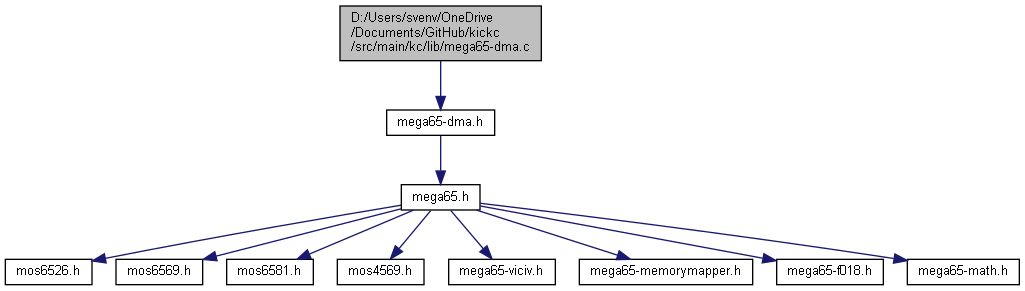 D:/Users/svenv/OneDrive
/Documents/GitHub/kickc
/src/main/kc/lib/mega65-dma.c
mega65-dma.h
mega65.h
mos6526.h
mos6569.h
mos6581.h
mos4569.h
mega65-viciv.h
mega65-memorymapper.h
mega65-f018.h
mega65-math.h